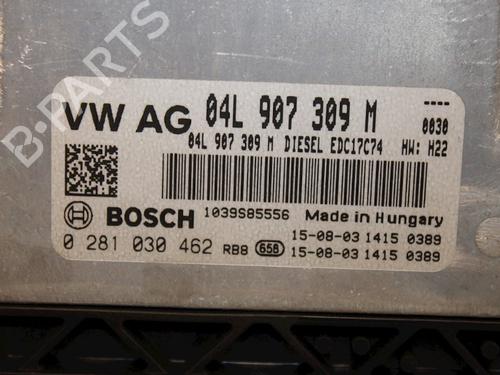 B-PARTS
VW AG 04L 907 309 M ----
04L 907 309 M DIESEL EDC17C74 0030
HW: H22
BOSCH 1039S85556 Made in Hungary
0 281 030 462 RB8 658 15-08-03 1415 0389
15-08-03 1415 0389